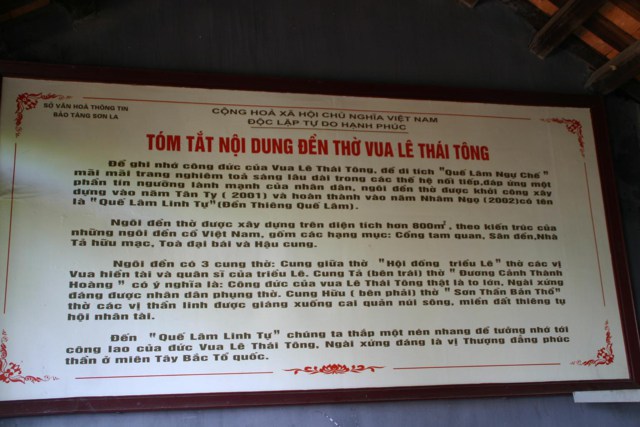 SỞ VĂN HOÁ THÔNG TIN
BẢO TÀNG SƠN LA
CỘNG HOÀ XÃ HỘI CHỦ NGHĨA VIỆT NAM
ĐỘC LẬP TỰ DO HẠNH PHÚC
TÓM TẮT NỘI DUNG ĐỀN THỜ VUA LÊ THÁI TÔNG
Để ghi nhớ công đức của Vua Lê Thái Tông, để di tích "Quế Lâm Ngự Chế"
mãi mãi trang nghiêm toả sáng lâu dài trong các thế hệ nối tiếp,đáp ứng một
phần tín ngưỡng lành mạnh của nhân dân, ngôi đền thờ được khởi công xây
dựng vào năm Tân Tỵ ( 2001) và hoàn thành vào năm Nhâm Ngọ (2002)có tên
là "Quế Lâm Linh Tự"(Đền Thiêng Quế Lâm).
Ngôi đền thờ được xây dựng trên diện tích hơn 800m², theo kiến trúc của
những ngôi đền cổ Việt Nam, gồm các hạng mục: Cổng tam quan, Sân đền,Nhà
Tả hữu mạc, Toà đại bái và Hậu cung.
Ngôi đền có 3 cung thờ: Cung giữa thờ "Hội đồng triều Lê" thờ các vị
Vua hiền tài và quân sĩ của triều Lê. Cung Tả (bên trái) thờ " Đương Cảnh Thành
Hoàng " có ý nghĩa là: Công đức của vua Lê Thái Tông thật là to lớn, Ngài xứng
đáng được nhân dân phụng thờ. Cung Hữu ( bên phải) thờ " Sơn Thần Bản Thổ"
thờ các vị thần linh được giáng xuống cai quản núi sông, miền đất thiêng tụ
hội nhân tài.
Đến "Quế Lâm Linh Tự" chúng ta thắp một nén nhang để tưởng nhớ tới
công lao của đức Vua Lê Thái Tông, Ngài xứng đáng là vị Thượng đẳng phúc
thần ở miền Tây Bắc Tổ quốc.